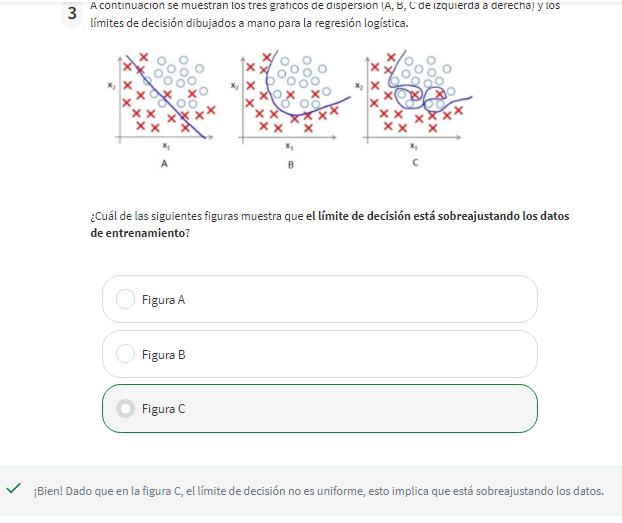 3
A continuación se muestran los tres gráficos de dispersión (A, B, C de izquierda a derecha) y los
límites de decisión dibujados a mano para la regresión logística.
x₂ x₂ x₂
x₁ x₁ x₁
A B C
¿Cuál de las siguientes figuras muestra que el límite de decisión está sobreajustando los datos
de entrenamiento?
Figura A
Figura B
Figura C
¡Bien! Dado que en la figura C, el límite de decisión no es uniforme, esto implica que está sobreajustando los datos.